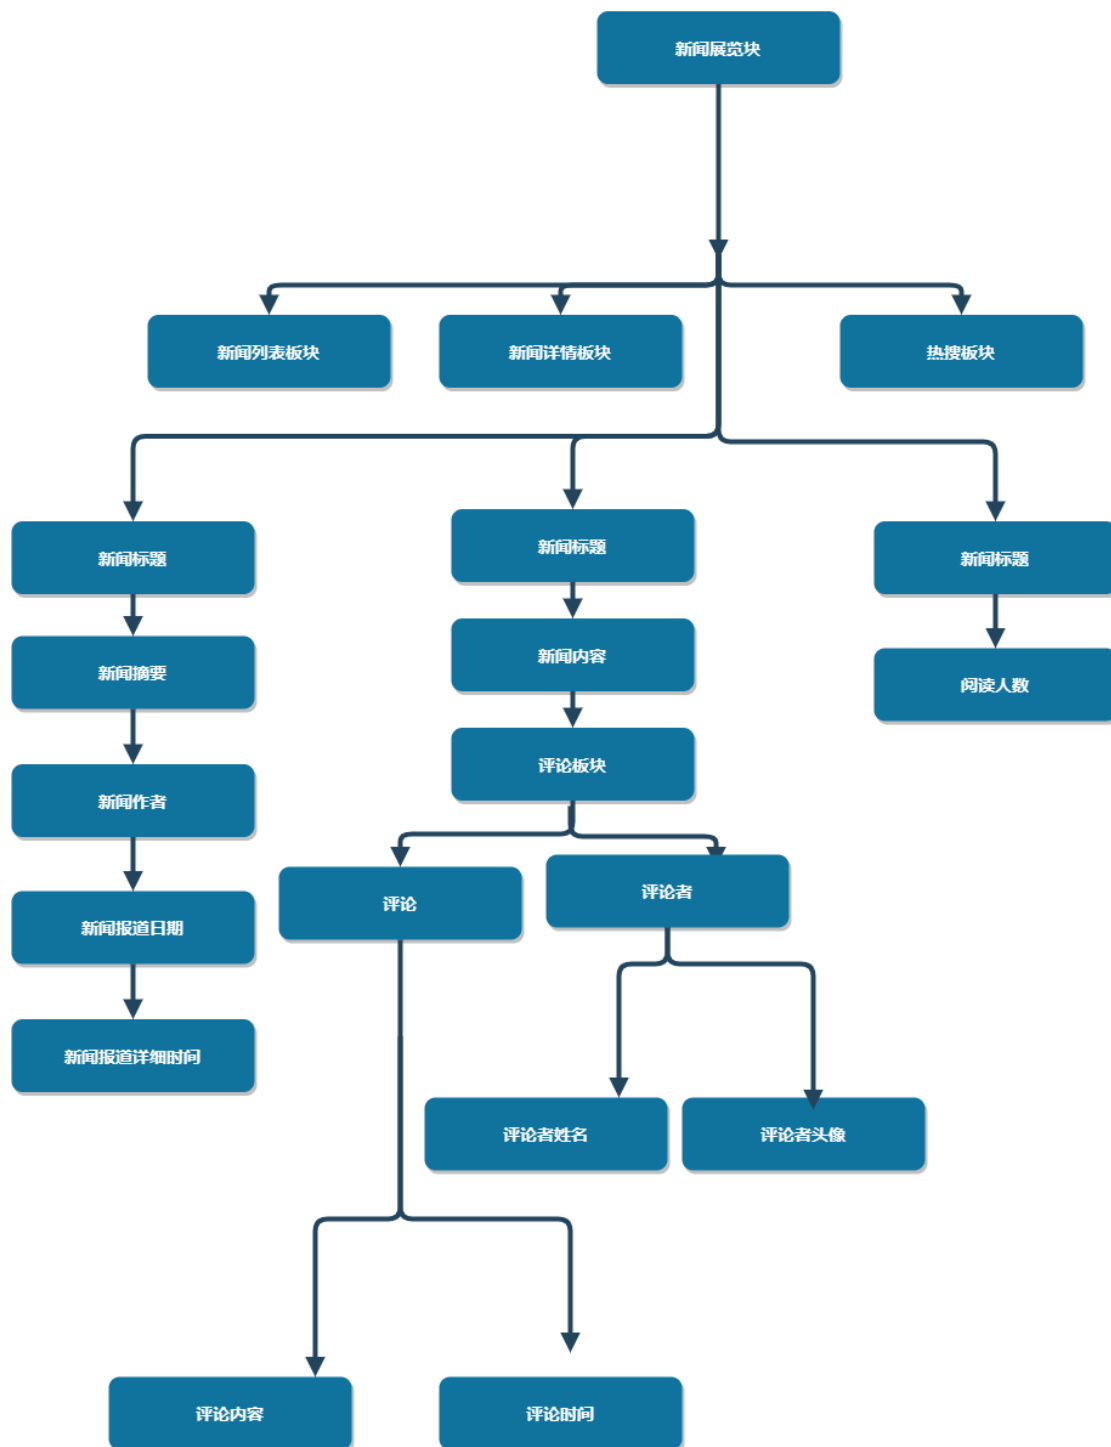 新闻展览块
新闻列表板块
新闻详情板块
热搜板块
新闻标题
新闻标题
新闻标题
新闻摘要
新闻内容
阅读人数
新闻作者
评论板块
新闻报道日期
评论
评论者
新闻报道详细时间
评论者姓名
评论者头像
评论内容
评论时间